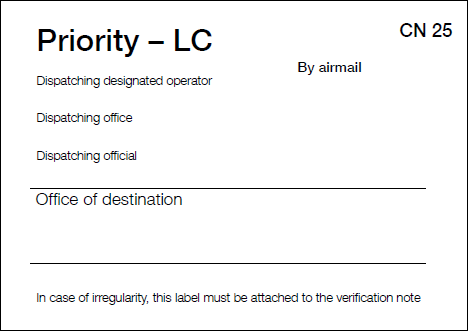 Priority – LC
CN 25
By airmail
Dispatching designated operator
Dispatching office
Dispatching official
Office of destination
In case of irregularity, this label must be attached to the verification note